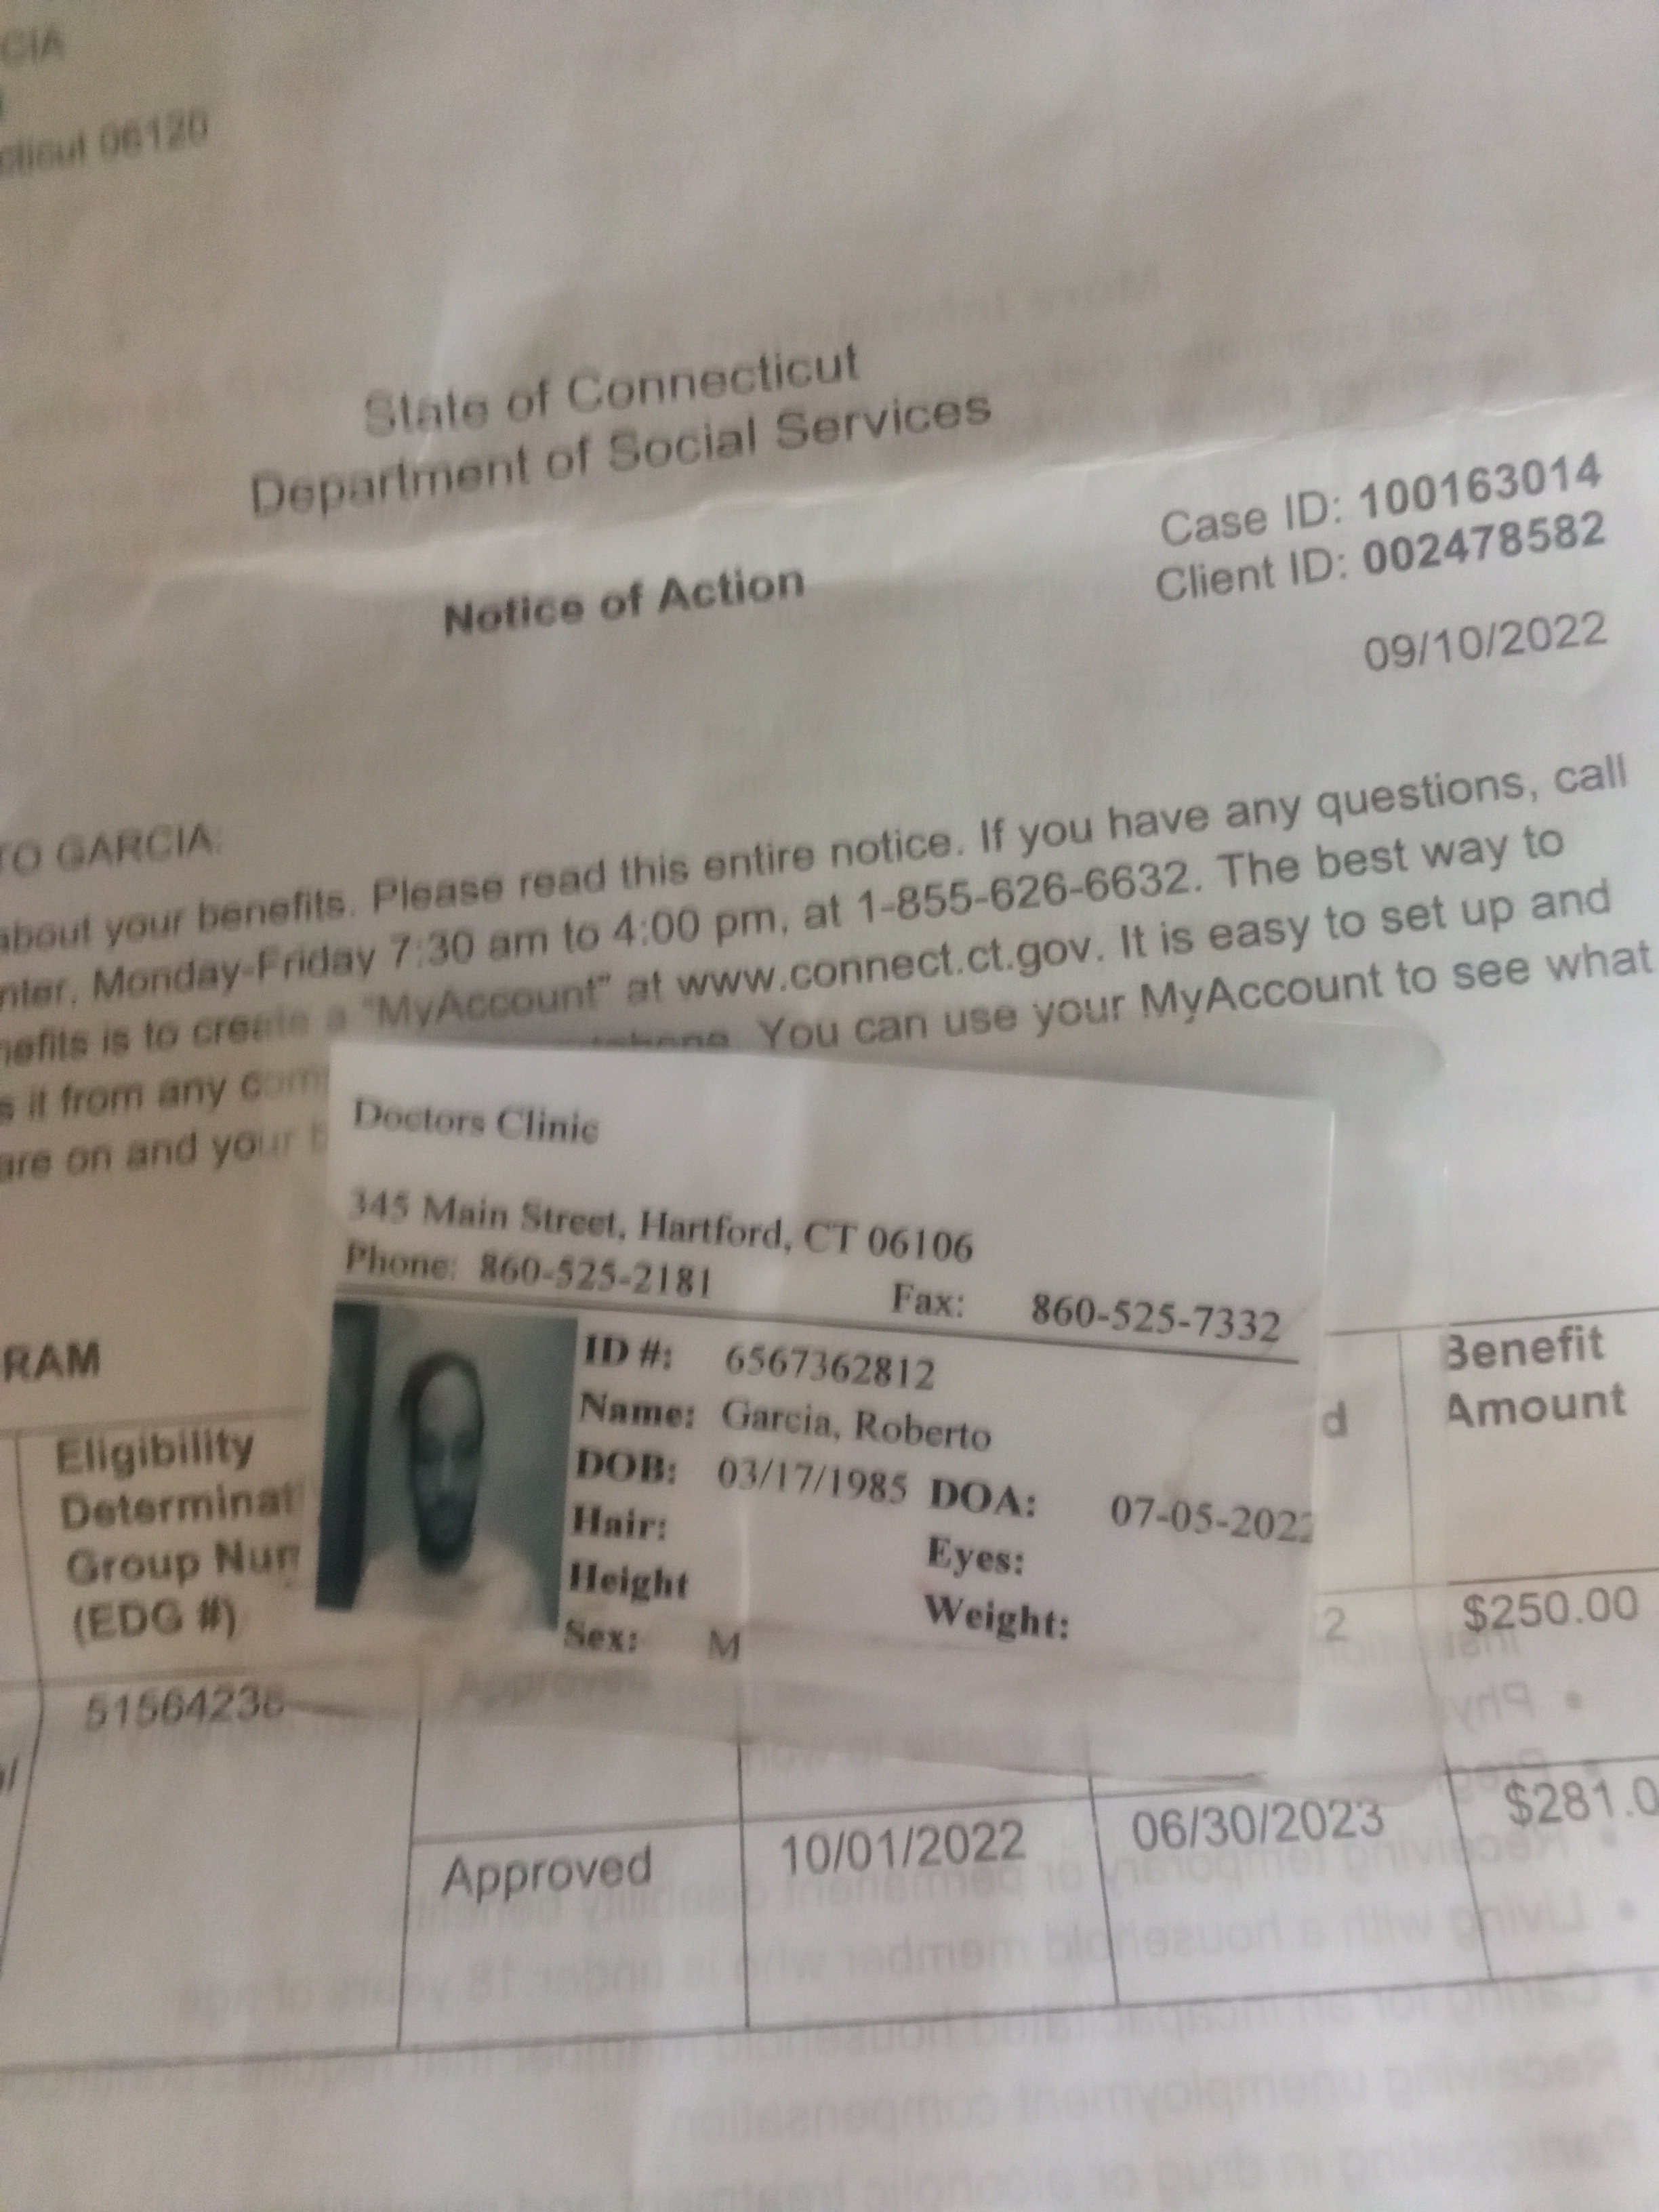 CIA
cticut 06120
State of Connecticut
Department of Social Services
Case ID: 100163014
Client ID: 002478582
Notice of Action
09/10/2022
TO GARCIA:
about your benefits. Please read this entire notice. If you have any questions, call
nter, Monday-Friday 7:30 am to 4:00 pm, at 1-855-626-6632. The best way to
nefits is to create a "MyAccount" at www.connect.ct.gov. It is easy to set up and
s it from any com You can use your MyAccount to see what
are on and your b
Doctors Clinic
345 Main Street, Hartford, CT 06106
Phone: 860-525-2181 Fax: 860-525-7332
ID #: 6567362812
Name: Garcia, Roberto
DOB: 03/17/1985 DOA: 07-05-2022
Hair: Eyes:
Height Weight:
Sex: M
RAM
Eligibility
Determinat
Group Num
(EDG #)
d
Benefit
Amount
2 $250.00
Approved
Approved 10/01/2022 06/30/2023 $281.0